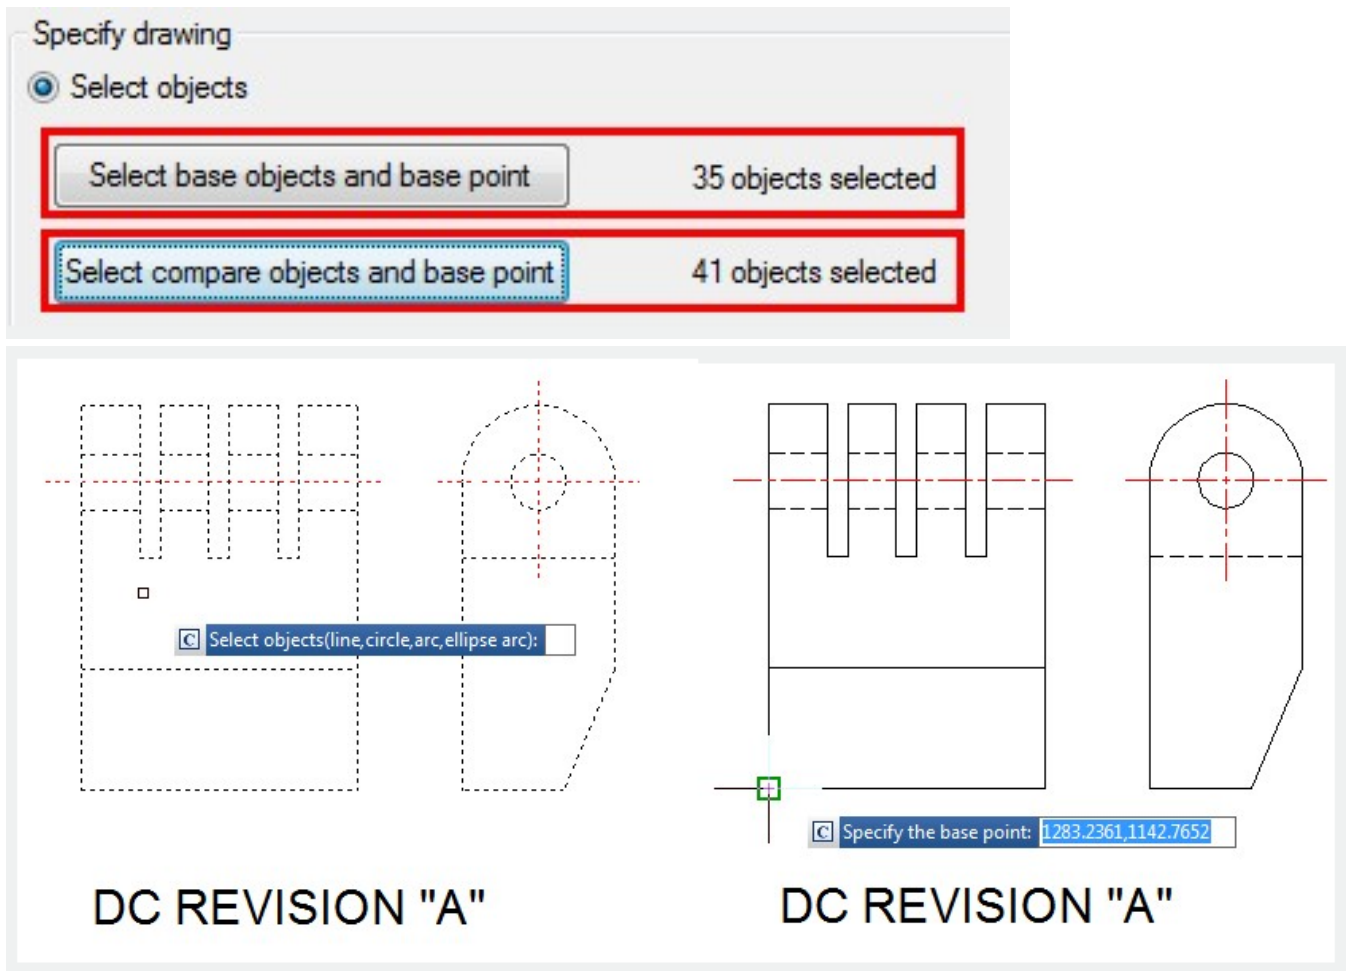 Specify drawing
Select objects
Select base objects and base point 35 objects selected
Select compare objects and base point 41 objects selected
C Select objects(line,circle,arc,ellipse arc):
C Specify the base point: 1283.2361,1142.7652
DC REVISION "A" DC REVISION "A"